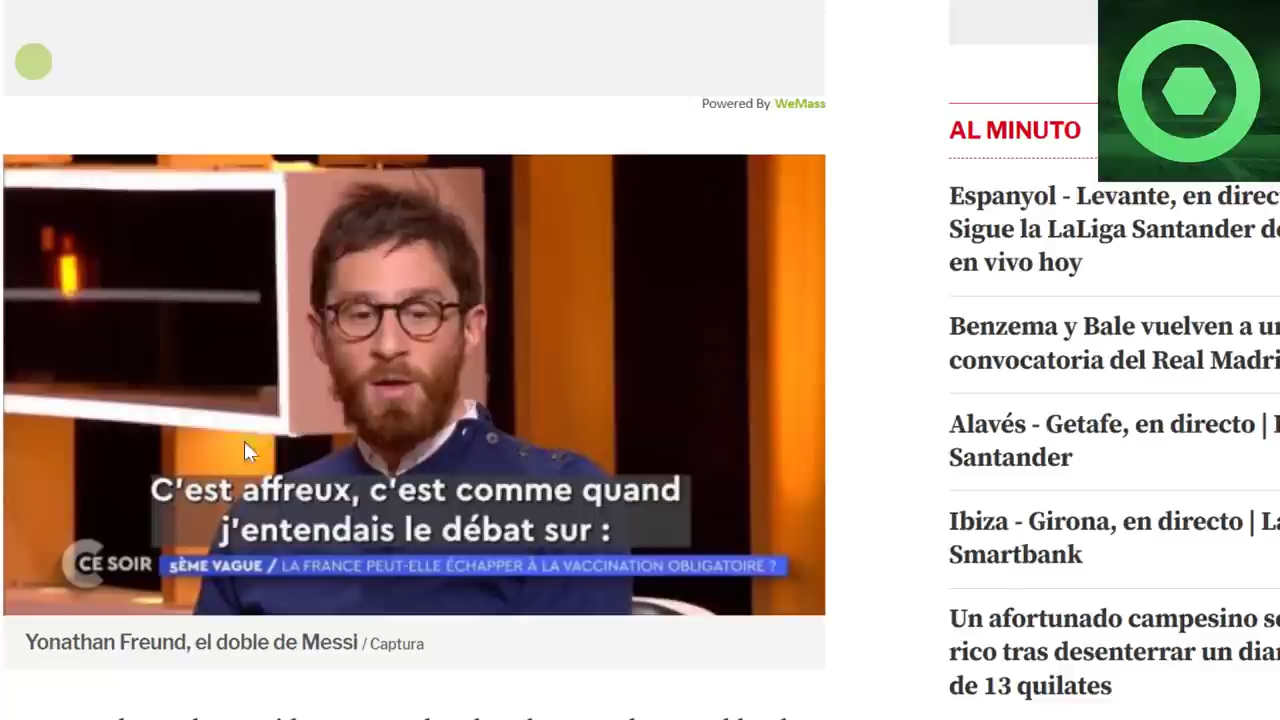 Powered By WeMass
C'est affreux, c'est comme quand
j'entendais le débat sur :
CE SOIR
5ÈME VAGUE / LA FRANCE PEUT-ELLE ÉCHAPPER À LA VACCINATION OBLIGATOIRE ?
Yonathan Freund, el doble de Messi / Captura
AL MINUTO
Espanyol - Levante, en direc
Sigue la LaLiga Santander de
en vivo hoy
Benzema y Bale vuelven a u
convocatoria del Real Madri
Alavés - Getafe, en directo |
Santander
Ibiza - Girona, en directo | La
Smartbank
Un afortunado campesino s
rico tras desenterrar un dia
de 13 quilates